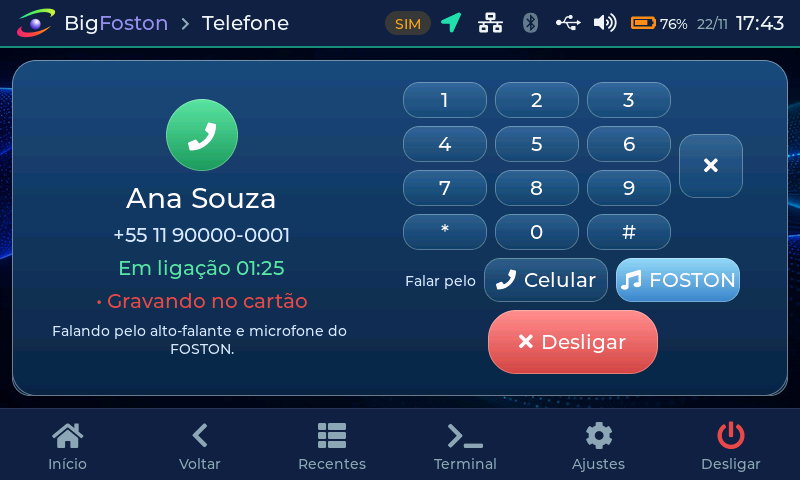 BigFoston > Telefone
SIM
76%
22/11
17:43
Ana Souza
+55 11 90000-0001
Em ligação 01:25
• Gravando no cartão
Falando pelo alto-falante e microfone do
FOSTON.
1 2 3
4 5 6
7 8 9
* 0 #
Falar pelo
Celular
FOSTON
Desligar
Início
Voltar
Recentes
Terminal
Ajustes
Desligar